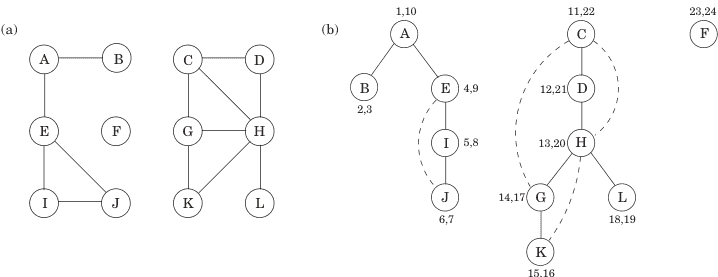 (a)
A B
C D
E F
G H
I J
K L
(b)
1,10
A
B
2,3
E 4,9
I 5,8
J
6,7
11,22
C
12,21 D
13,20 H
14,17 G
L
18,19
K
15,16
23,24
F